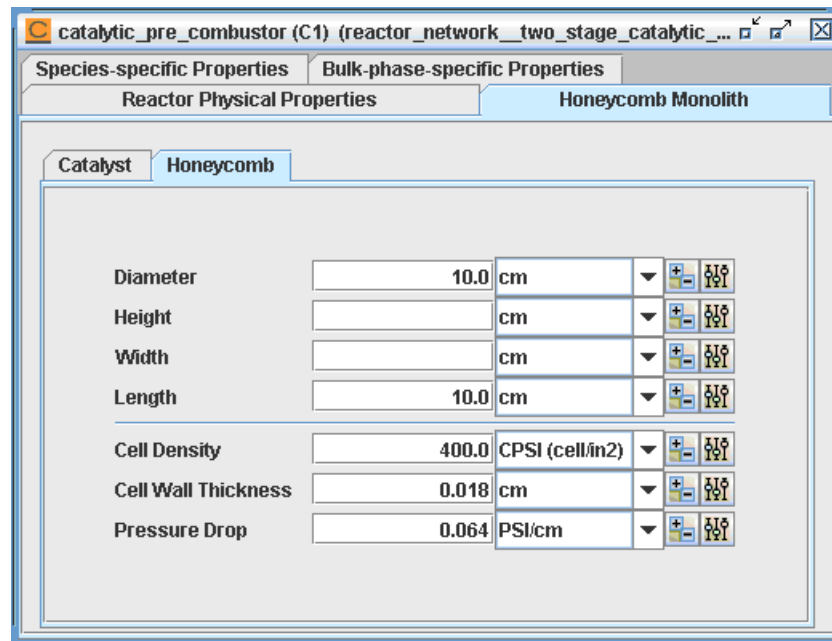 C catalytic_pre_combustor (C1) (reactor_network__two_stage_catalytic_...
Species-specific Properties Bulk-phase-specific Properties
Reactor Physical Properties Honeycomb Monolith
Catalyst Honeycomb
Diameter 10.0 cm
Height cm
Width cm
Length 10.0 cm
Cell Density 400.0 CPSI (cell/in2)
Cell Wall Thickness 0.018 cm
Pressure Drop 0.064 PSI/cm